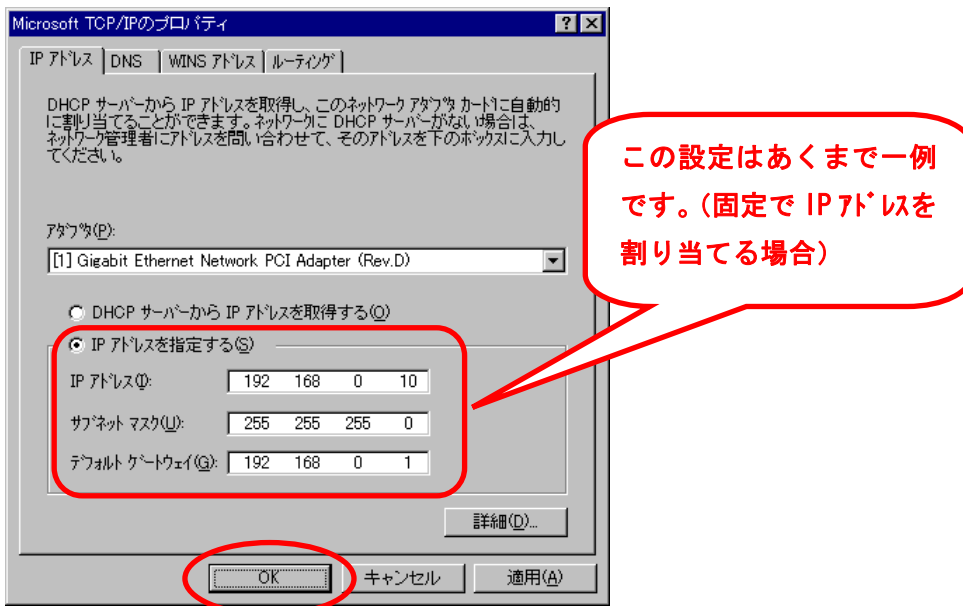 Microsoft TCP/IPのプロパティ
IP アドレス DNS WINS アドレス ルーティング
DHCP サーバーから IP アドレスを取得し、このネットワーク アダプタ カードに自動的
に割り当てることができます。ネットワークに DHCP サーバーがない場合は、
ネットワーク管理者にアドレスを問い合わせて、そのアドレスを下のボックスに入力し
てください。
この設定はあくまで一例
です。(固定で IP アドレスを
割り当てる場合)
アダプタ(P):
[1] Gigabit Ethernet Network PCI Adapter (Rev.D)
DHCP サーバーから IP アドレスを取得する(O)
IP アドレスを指定する(S)
IP アドレス(I): 192 168 0 10
サブネット マスク(U): 255 255 255 0
デフォルト ゲートウェイ(G): 192 168 0 1
詳細(D)...
OK キャンセル 適用(A)